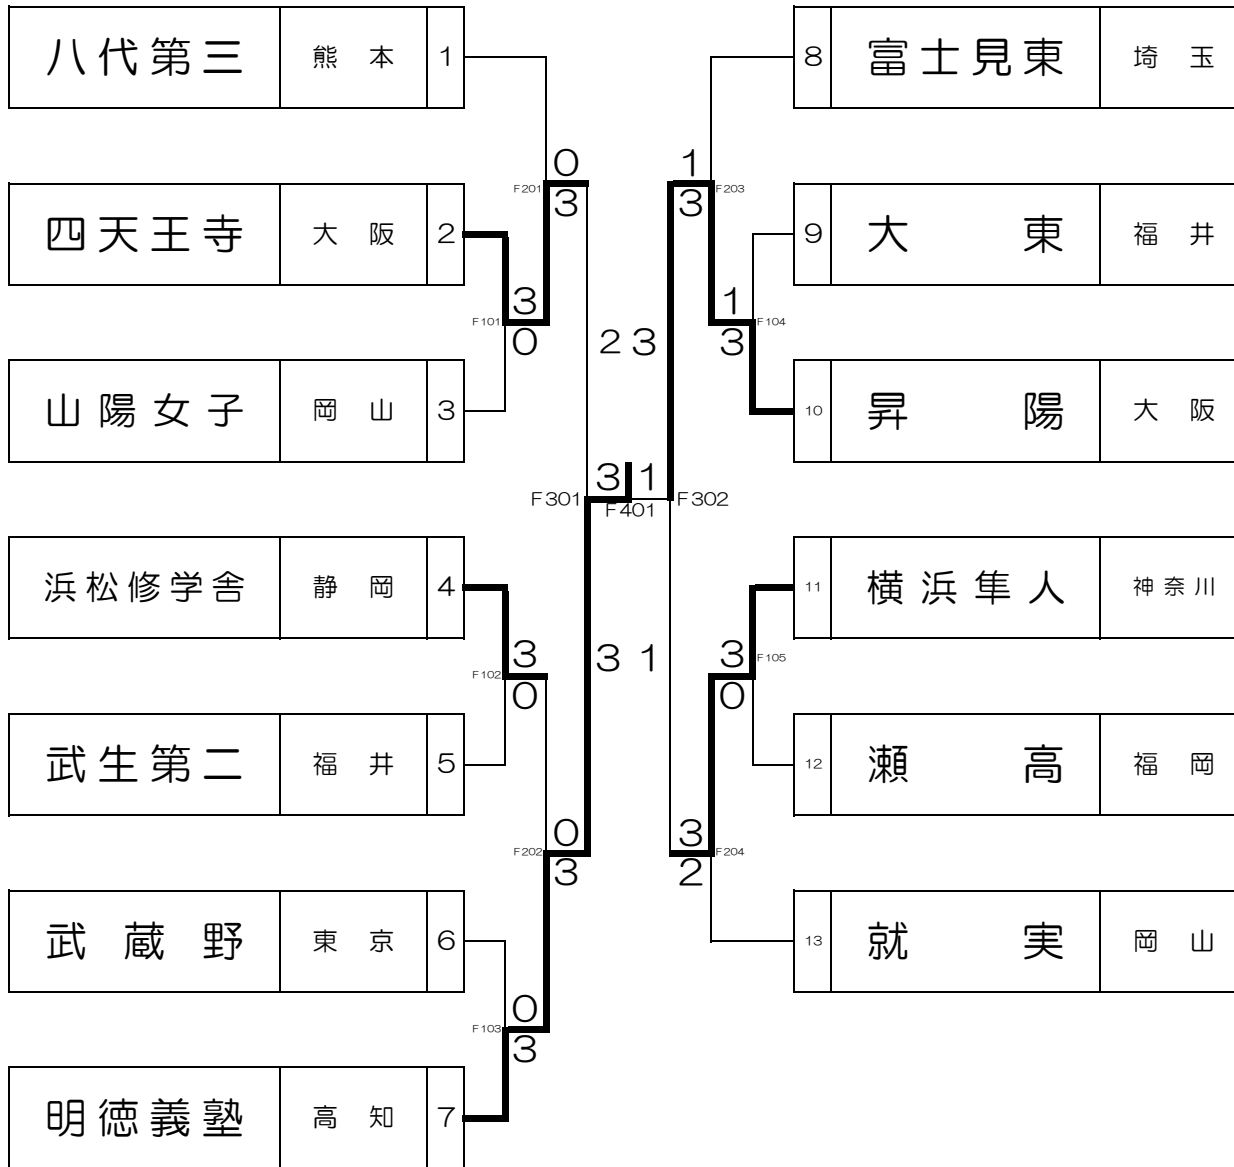 八代第三 熊本 1
8 富士見東 埼玉
0
1
F201
3
3
F203
四天王寺 大阪 2
9 大東 福井
3
1
F101
0
3
F104
2 3
山陽女子 岡山 3
10 昇陽 大阪
3 1
F301
F401
F302
浜松修学舎 静岡 4
11 横浜隼人 神奈川
3
3
F102
0
0
F105
3 1
武生第二 福井 5
12 瀬高 福岡
0
3
F202
3
2
F204
武蔵野 東京 6
13 就実 岡山
0
F103
3
明徳義塾 高知 7